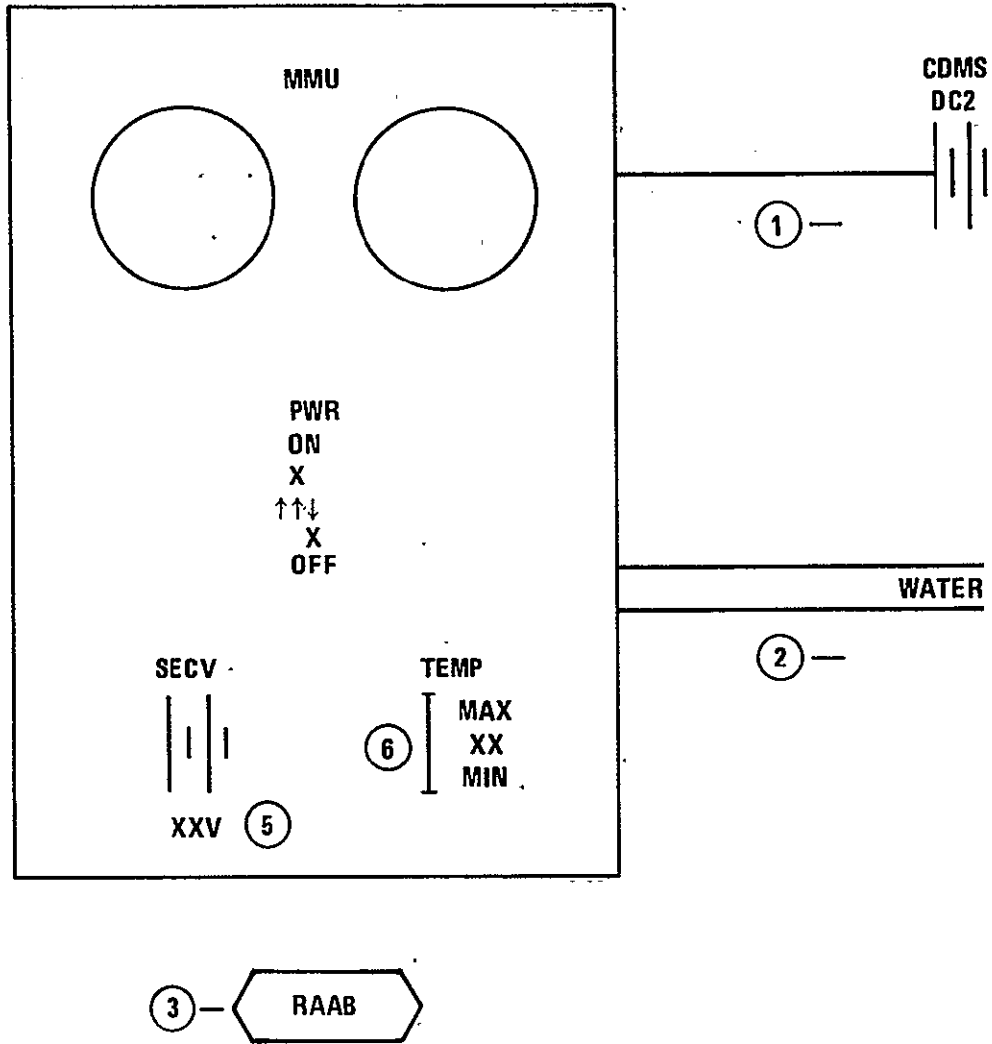 MMU
CDMS
DC2
1
PWR
ON
X
↑↑↓
X
OFF
WATER
2
SECV
TEMP
MAX
6
XX
MIN
XXV
5
3
RAAB